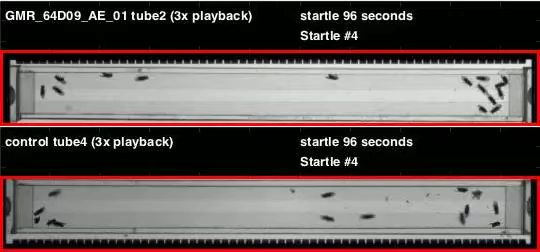 GMR_64D09_AE_01 tube2 (3x playback) startle 96 seconds
Startle #4
control tube4 (3x playback) startle 96 seconds
Startle #4